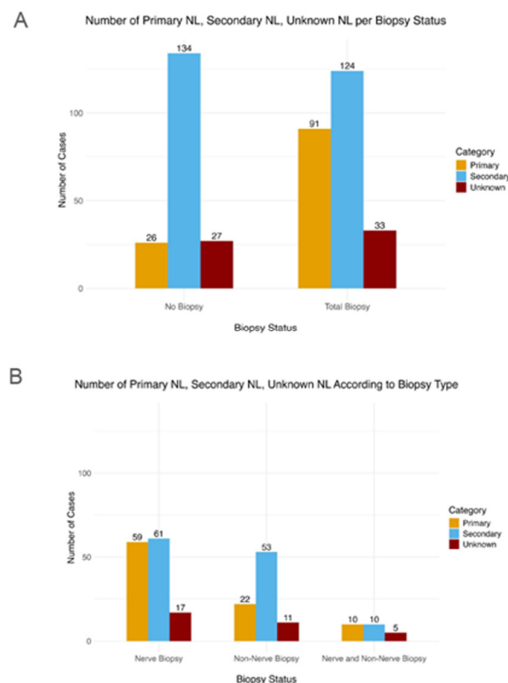 A
Number of Primary NL, Secondary NL, Unknown NL per Biopsy Status
Number of Cases
100
50
0
134
26
27
91
124
33
No Biopsy
Total Biopsy
Biopsy Status
Category
Primary
Secondary
Unknown
B
Number of Primary NL, Secondary NL, Unknown NL According to Biopsy Type
Number of Cases
100
50
0
59
61
17
22
53
11
10
10
5
Nerve Biopsy
Non-Nerve Biopsy
Nerve and Non-Nerve Biopsy
Biopsy Status
Category
Primary
Secondary
Unknown